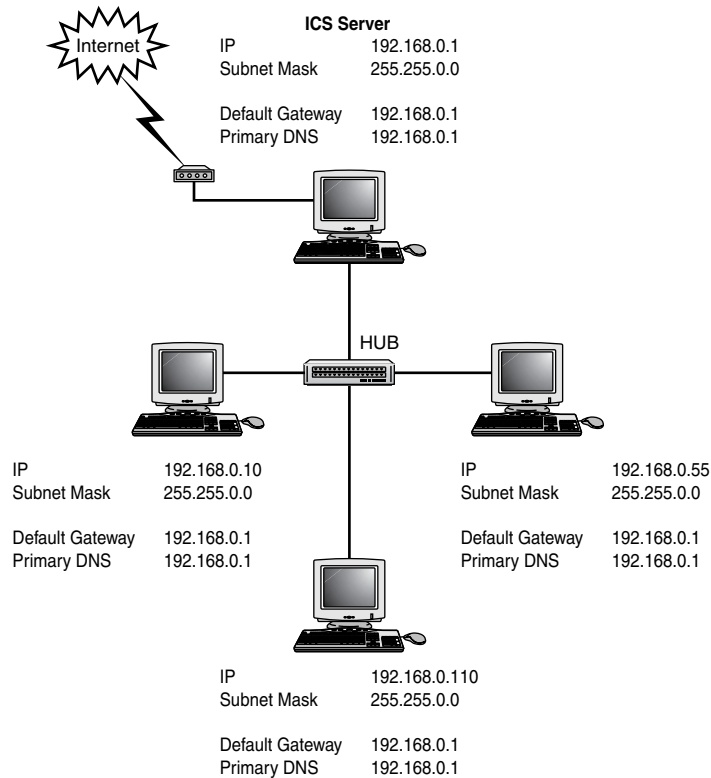 Internet
ICS Server
IP 192.168.0.1
Subnet Mask 255.255.0.0
Default Gateway 192.168.0.1
Primary DNS 192.168.0.1
HUB
IP 192.168.0.10
Subnet Mask 255.255.0.0
Default Gateway 192.168.0.1
Primary DNS 192.168.0.1
IP 192.168.0.55
Subnet Mask 255.255.0.0
Default Gateway 192.168.0.1
Primary DNS 192.168.0.1
IP 192.168.0.110
Subnet Mask 255.255.0.0
Default Gateway 192.168.0.1
Primary DNS 192.168.0.1